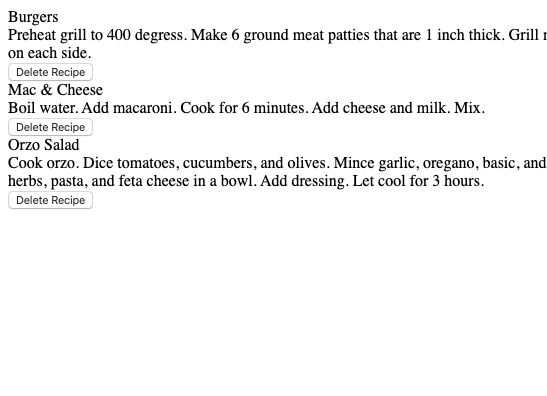 Burgers
Preheat grill to 400 degress. Make 6 ground meat patties that are 1 inch thick. Grill
on each side.
Delete Recipe
Mac & Cheese
Boil water. Add macaroni. Cook for 6 minutes. Add cheese and milk. Mix.
Delete Recipe
Orzo Salad
Cook orzo. Dice tomatoes, cucumbers, and olives. Mince garlic, oregano, basic, and
herbs, pasta, and feta cheese in a bowl. Add dressing. Let cool for 3 hours.
Delete Recipe